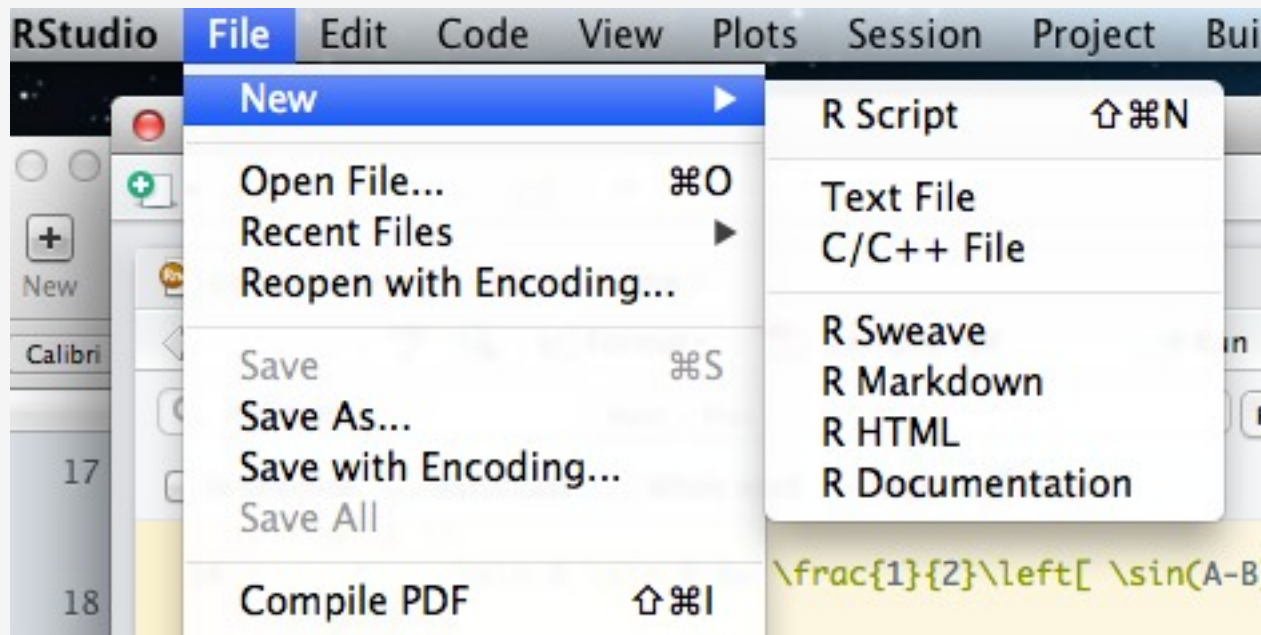 RStudio File Edit Code View Plots Session Project Bui
New
Open File... ⌘O
Recent Files
Reopen with Encoding...
Save ⌘S
Save As...
Save with Encoding...
Save All
Compile PDF ⇧⌘I
R Script ⇧⌘N
Text File
C/C++ File
R Sweave
R Markdown
R HTML
R Documentation
New
Calibri
17
18
\frac{1}{2}\left[ \sin(A-B